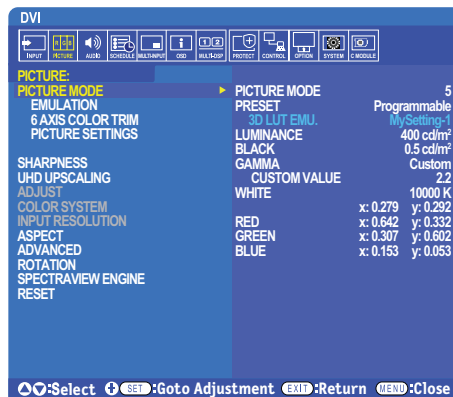 DVI
INPUT PICTURE AUDIO SCHEDULE MULTI-INPUT OSD MULTI-DSP PROTECT CONTROL OPTION SYSTEM C MODULE
PICTURE:
PICTURE MODE
EMULATION
6 AXIS COLOR TRIM
PICTURE SETTINGS
SHARPNESS
UHD UPSCALING
ADJUST
COLOR SYSTEM
INPUT RESOLUTION
ASPECT
ADVANCED
ROTATION
SPECTRAVIEW ENGINE
RESET
PICTURE MODE 5
PRESET Programmable
3D LUT EMU. MySetting-1
LUMINANCE 400 cd/m²
BLACK 0.5 cd/m²
GAMMA Custom
CUSTOM VALUE 2.2
WHITE 10000 K
x: 0.279 y: 0.292
RED x: 0.642 y: 0.332
GREEN x: 0.307 y: 0.602
BLUE x: 0.153 y: 0.053
:Select SET :Goto Adjustment EXIT :Return MENU :Close